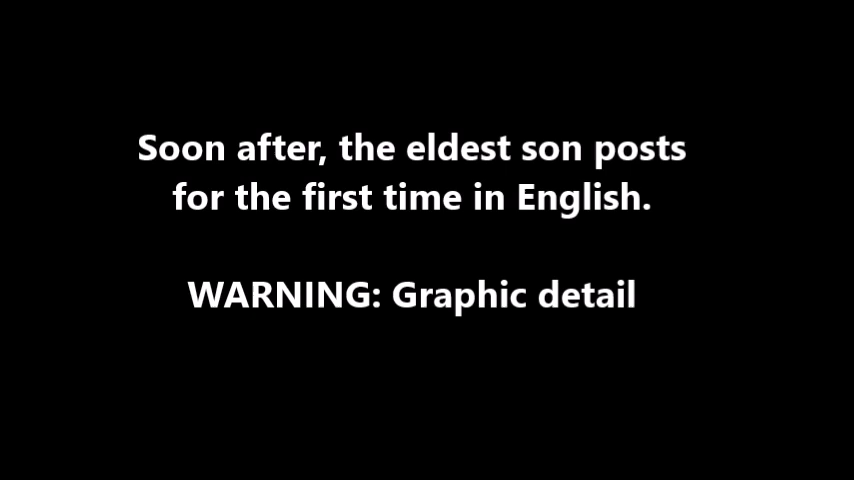 Soon after, the eldest son posts
for the first time in English.
WARNING: Graphic detail